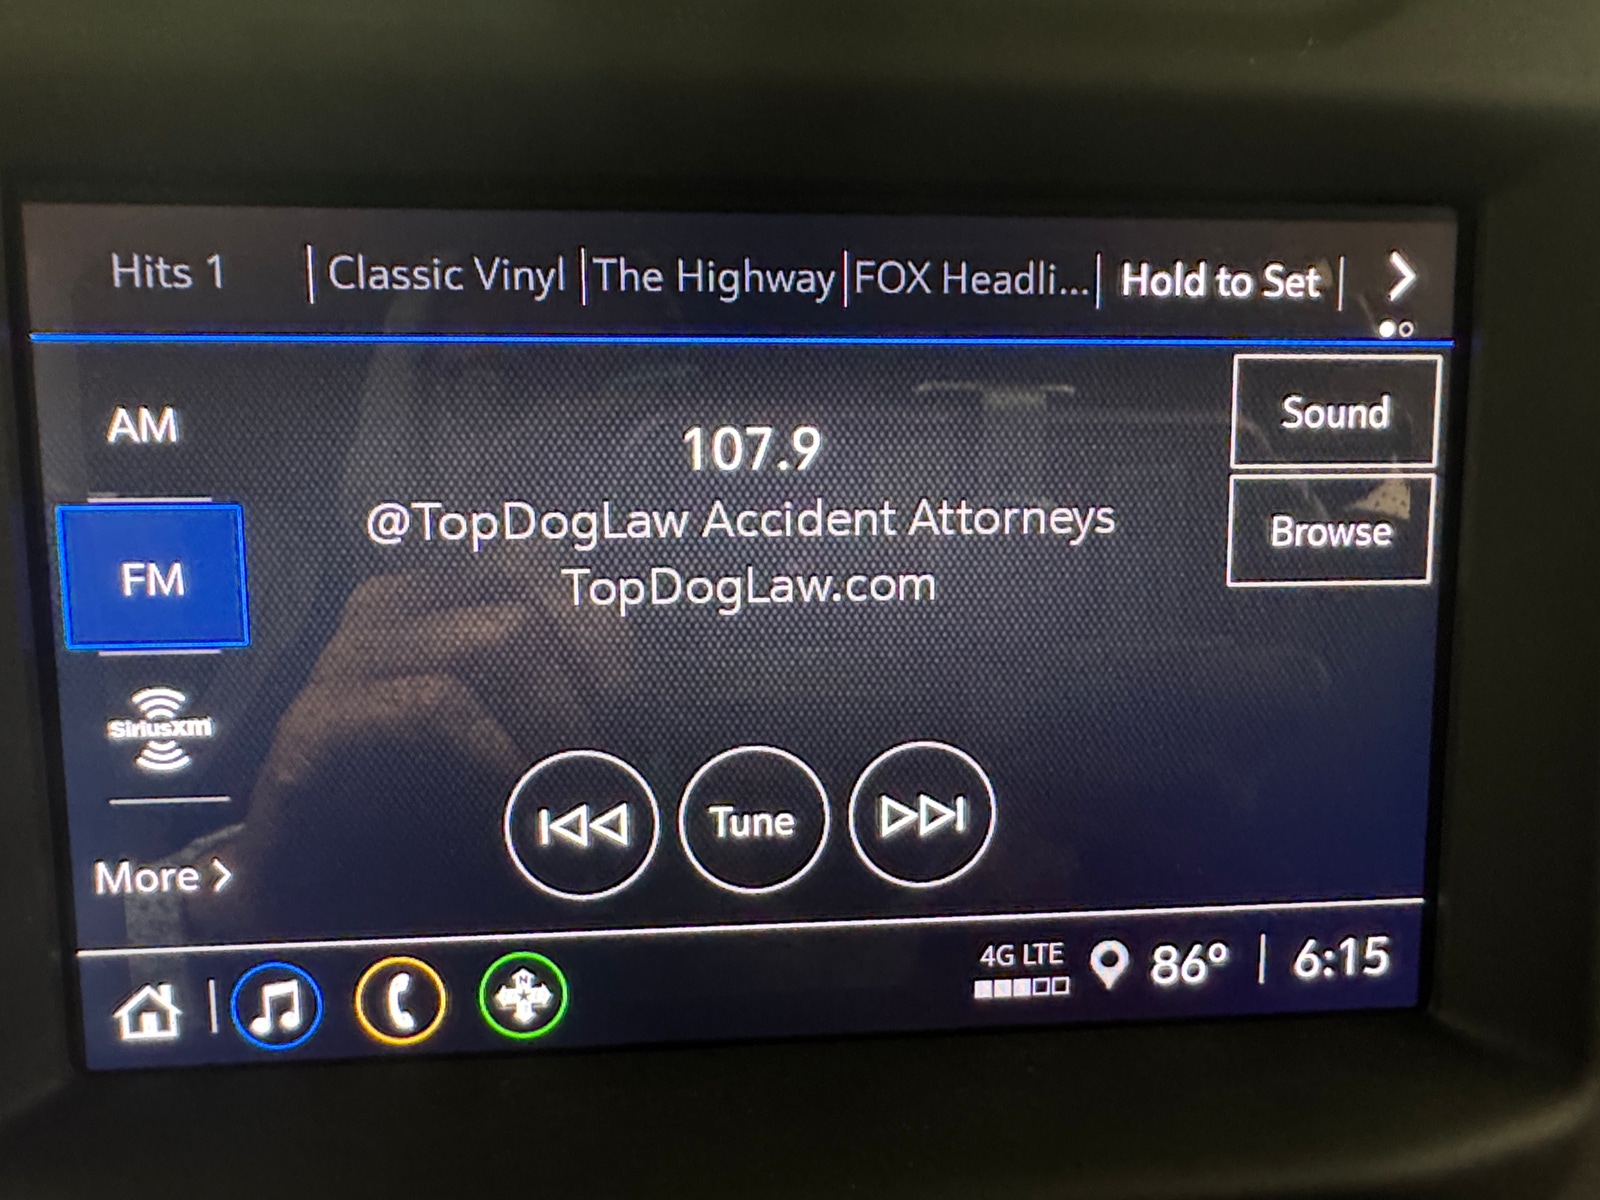 Hits 1 | Classic Vinyl | The Highway | FOX Headli... | Hold to Set |
AM
FM
SiriusXm
More
107.9
@TopDogLaw Accident Attorneys
TopDogLaw.com
Tune
Sound
Browse
N
4G LTE 86° | 6:15